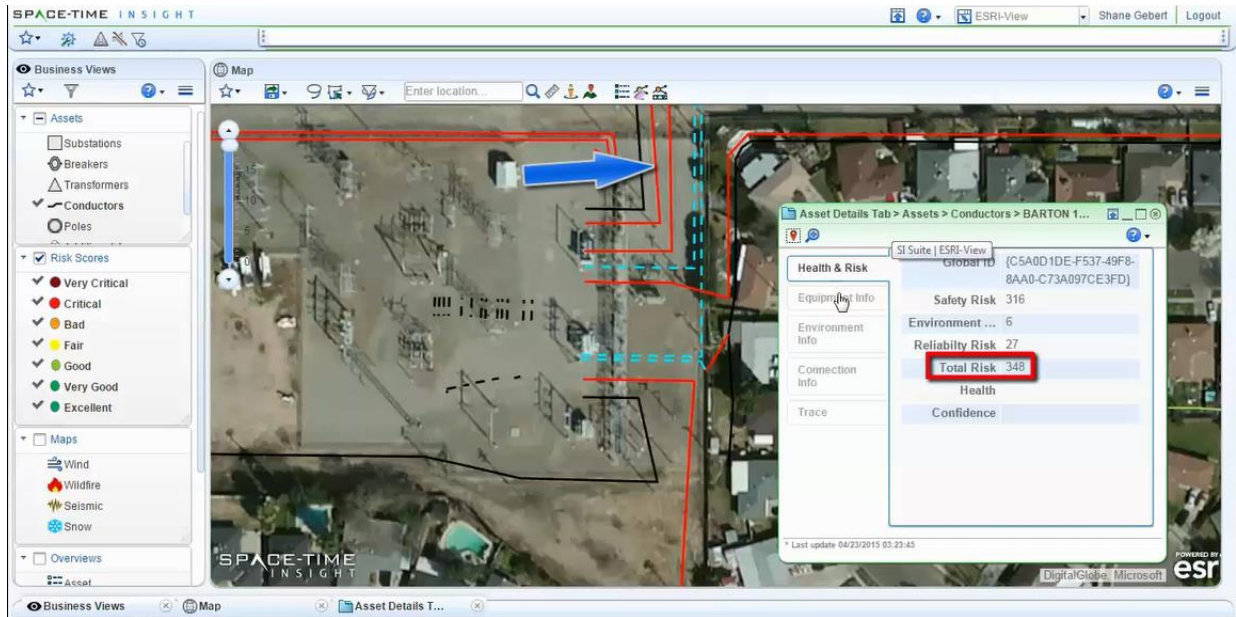 SPACE-TIME INSIGHT
ESRI-View
Shane Gebert
Logout
Business Views
Assets
Substations
Breakers
Transformers
Conductors
Poles
Risk Scores
Very Critical
Critical
Bad
Fair
Good
Very Good
Excellent
Maps
Wind
Wildfire
Seismic
Snow
Overviews
Asset
Map
Enter location...
15
10
5
0
SPACE-TIME
INSIGHT
Asset Details Tab > Assets > Conductors > BARTON 1...
SI Suite | ESRI-View
Health & Risk
Equipment Info
Environment
Info
Connection
Info
Trace
Global ID {C5A0D1DE-F537-49F8-
8AA0-C73A097CE3FD}
Safety Risk 316
Environment ... 6
Reliabilty Risk 27
Total Risk 348
Health
Confidence
* Last update 04/23/2015 03:23:45
POWERED BY
esri
DigitalGlobe, Microsoft
Business Views
Map
Asset Details T...